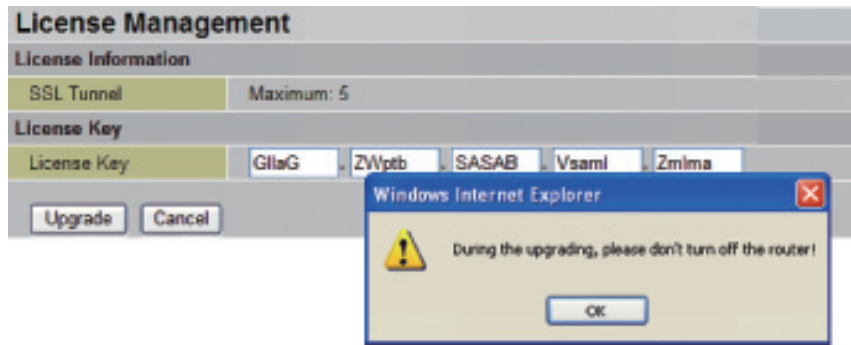 License Management
License Information
SSL Tunnel Maximum: 5
License Key
License Key GllaG . ZWptb . SASAB . Vsaml . Zmlma
Upgrade Cancel
Windows Internet Explorer
During the upgrading, please don't turn off the router!
OK